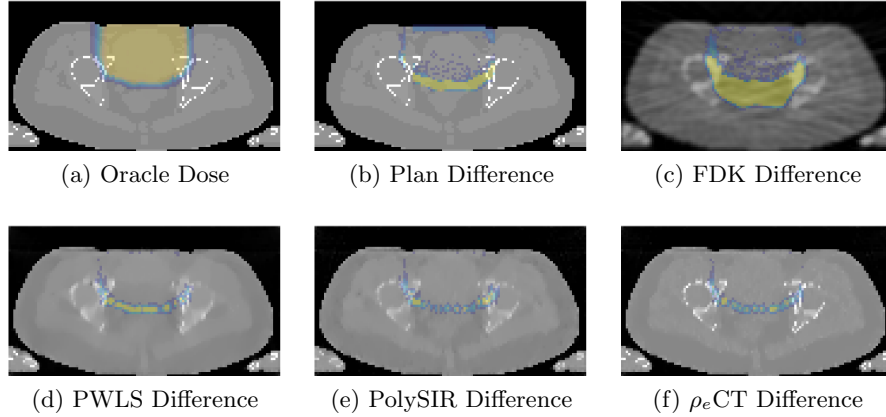 (a) Oracle Dose
(b) Plan Difference
(c) FDK Difference
(d) PWLS Difference
(e) PolySIR Difference
(f) ρₑCT Difference